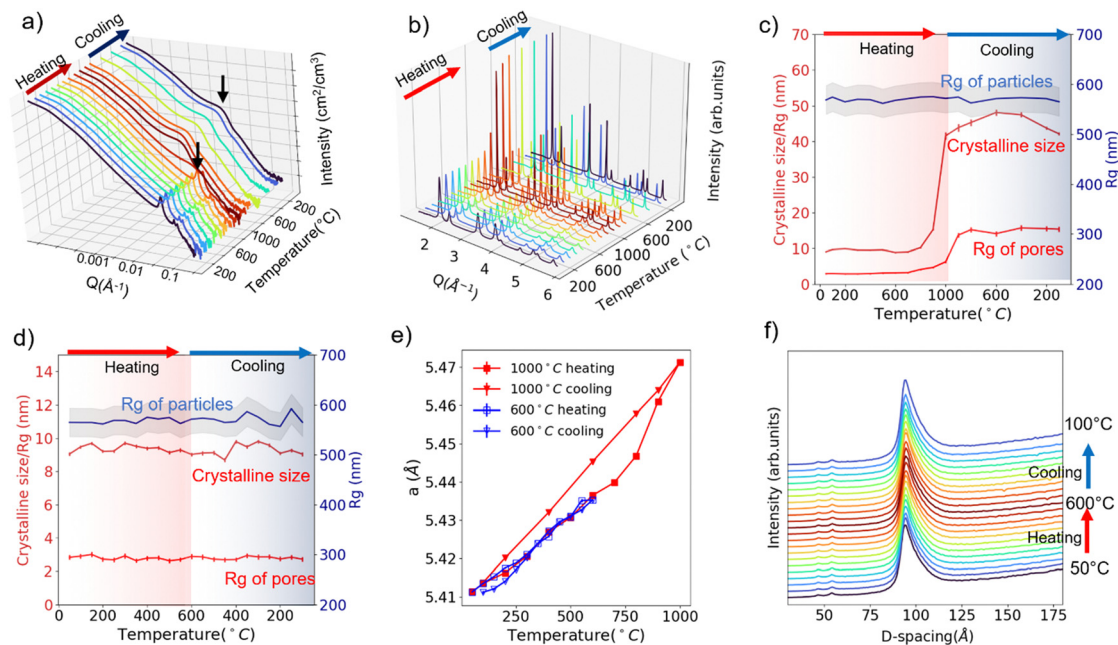 a)
Heating
Cooling
Intensity (cm2/cm3)
0.001
0.01
0.1
Q(Å⁻¹)
200
600
1000
600
200
Temperature(°C)
b)
Heating
Cooling
Intensity (arb.units)
2
3
4
5
6
Q(Å⁻¹)
200
600
1000
600
200
Temperature (°C)
c)
Heating
Cooling
70
60
50
40
30
20
10
0
Crystalline size/Rg (nm)
Rg of particles
Crystalline size
Rg of pores
700
600
500
400
300
200
Rg (nm)
0 200 600 1000 600 200
Temperature(°C)
d)
Heating
Cooling
14
12
10
8
6
4
2
0
Crystalline size/Rg (nm)
Rg of particles
Crystalline size
Rg of pores
700
600
500
400
300
200
Rg (nm)
0 200 400 600 400 200
Temperature(°C)
e)
1000°C heating
1000°C cooling
600°C heating
600°C cooling
5.47
5.46
5.45
5.44
5.43
5.42
5.41
a (Å)
250 500 750 1000
Temperature(°C)
f)
Intensity (arb.units)
100°C
Cooling
600°C
Heating
50°C
50 75 100 125 150 175
D-spacing(Å)